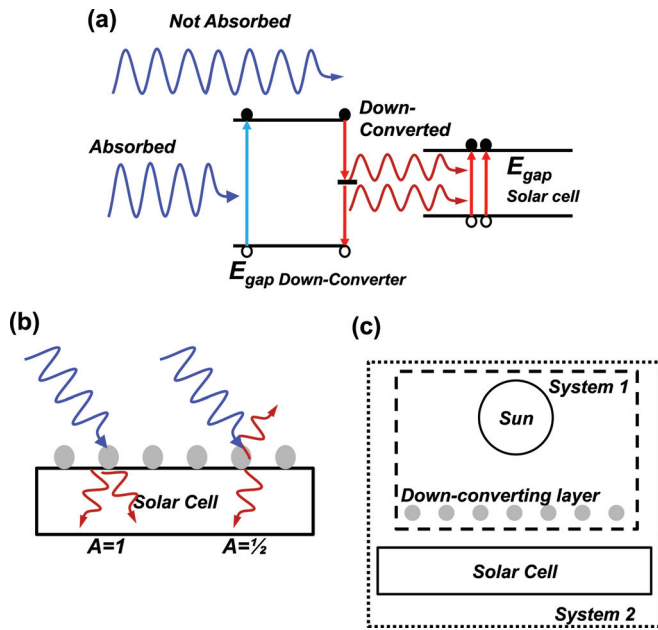 (a)
Not Absorbed
Down-
Converted
Absorbed
E gap
Solar cell
E gap Down-Converter
(b)
(c)
System 1
Sun
Down-converting layer
Solar Cell
A=1
A=½
Solar Cell
System 2